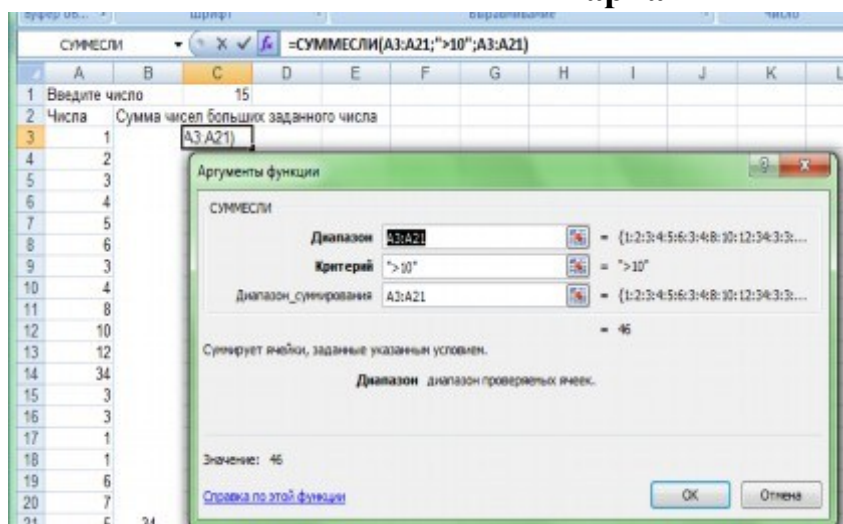 СУММЕСЛИ =СУММЕСЛИ(A3:A21;">10";A3:A21)
A B C D E F G H I J K L
1 Введите число 15
2 Числа Сумма чисел больших заданного числа
3 1 A3:A21)
4 2
5 3
6 4
7 5
8 6
9 3
10 4
11 8
12 10
13 12
14 34
15 3
16 3
17 1
18 1
19 6
20 7
21 5 34
Аргументы функции
СУММЕСЛИ
Диапазон A3:A21 = {1:2:3:4:5:6:3:4:8:10:12:34:3:3:...
Критерий ">10" = ">10"
Диапазон_суммирования A3:A21 = {1:2:3:4:5:6:3:4:8:10:12:34:3:3:...
= 46
Суммирует ячейки, заданные указанным условием.
Диапазон диапазон проверяемых ячеек.
Значение: 46
Справка по этой функции ОК Отмена